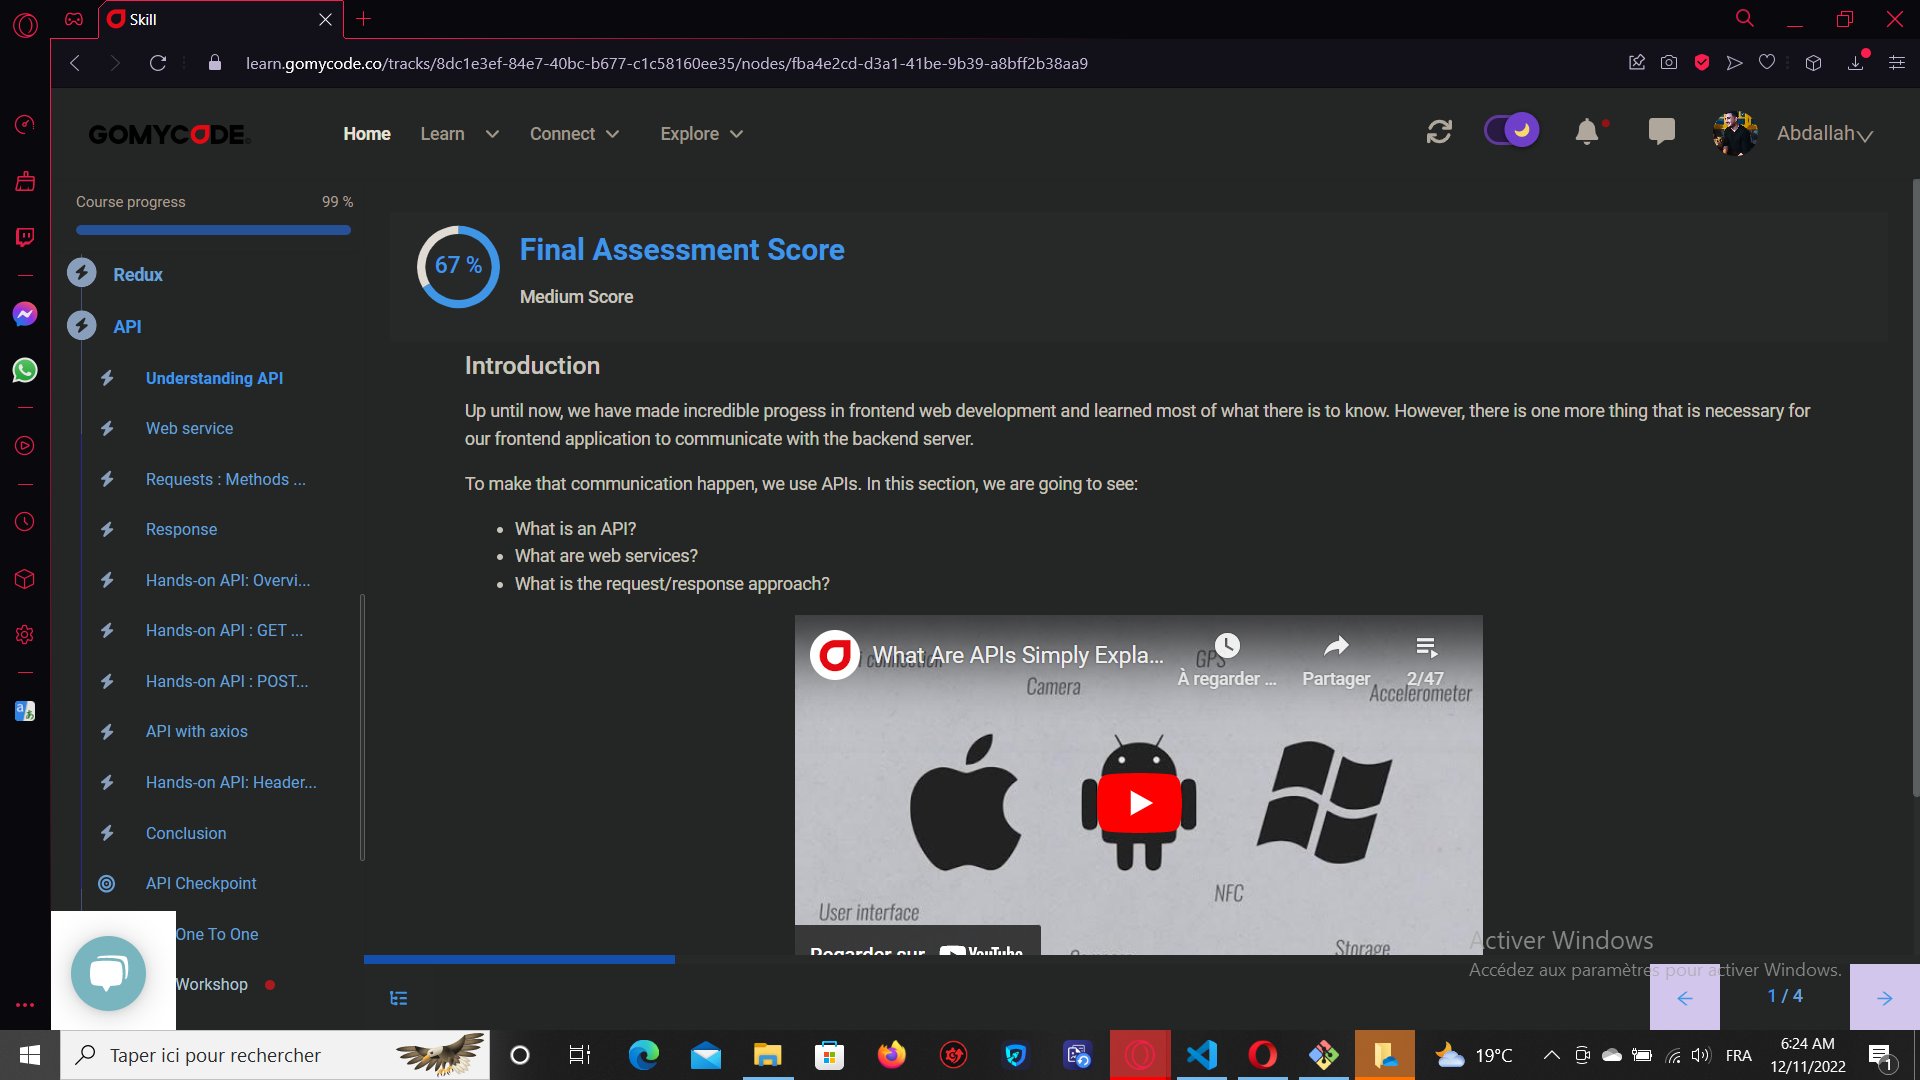 Skill
learn.gomycode.co/tracks/8dc1e3ef-84e7-40bc-b677-c1c58160ee35/nodes/fba4e2cd-d3a1-41be-9b39-a8bff2b38aa9
GOMYCODE
Home Learn Connect Explore
Abdallah
Course progress 99 %
Redux
API
Understanding API
Web service
Requests : Methods ...
Response
Hands-on API: Overvi...
Hands-on API : GET ...
Hands-on API : POST...
API with axios
Hands-on API: Header...
Conclusion
API Checkpoint
One To One
Workshop
67 %
Final Assessment Score
Medium Score
Introduction
Up until now, we have made incredible progess in frontend web development and learned most of what there is to know. However, there is one more thing that is necessary for
our frontend application to communicate with the backend server.
To make that communication happen, we use APIs. In this section, we are going to see:
• What is an API?
• What are web services?
• What is the request/response approach?
What Are APIs Simply Expla...
À regarder ... Partager 2/47
connection
GPS
Camera
Accelerometer
NFC
User interface
Storage
Regarder sur YouTube
Activer Windows
Accédez aux paramètres pour activer Windows.
1 / 4
Taper ici pour rechercher
19°C
FRA
6:24 AM
12/11/2022
1